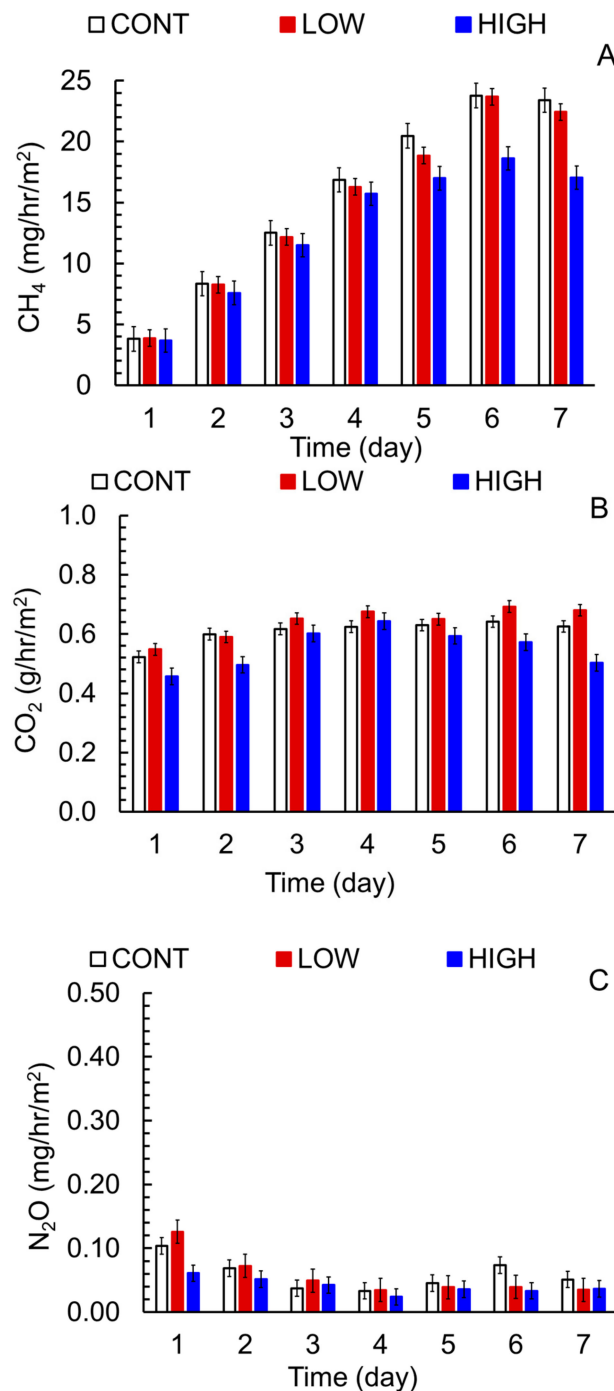 CONT LOW HIGH
A
25
20
15
10
5
0
CH₄ (mg/hr/m²)
1 2 3 4 5 6 7
Time (day)
CONT LOW HIGH
B
1.0
0.8
0.6
0.4
0.2
0.0
CO₂ (g/hr/m²)
1 2 3 4 5 6 7
Time (day)
CONT LOW HIGH
C
0.50
0.40
0.30
0.20
0.10
0.00
N₂O (mg/hr/m²)
1 2 3 4 5 6 7
Time (day)